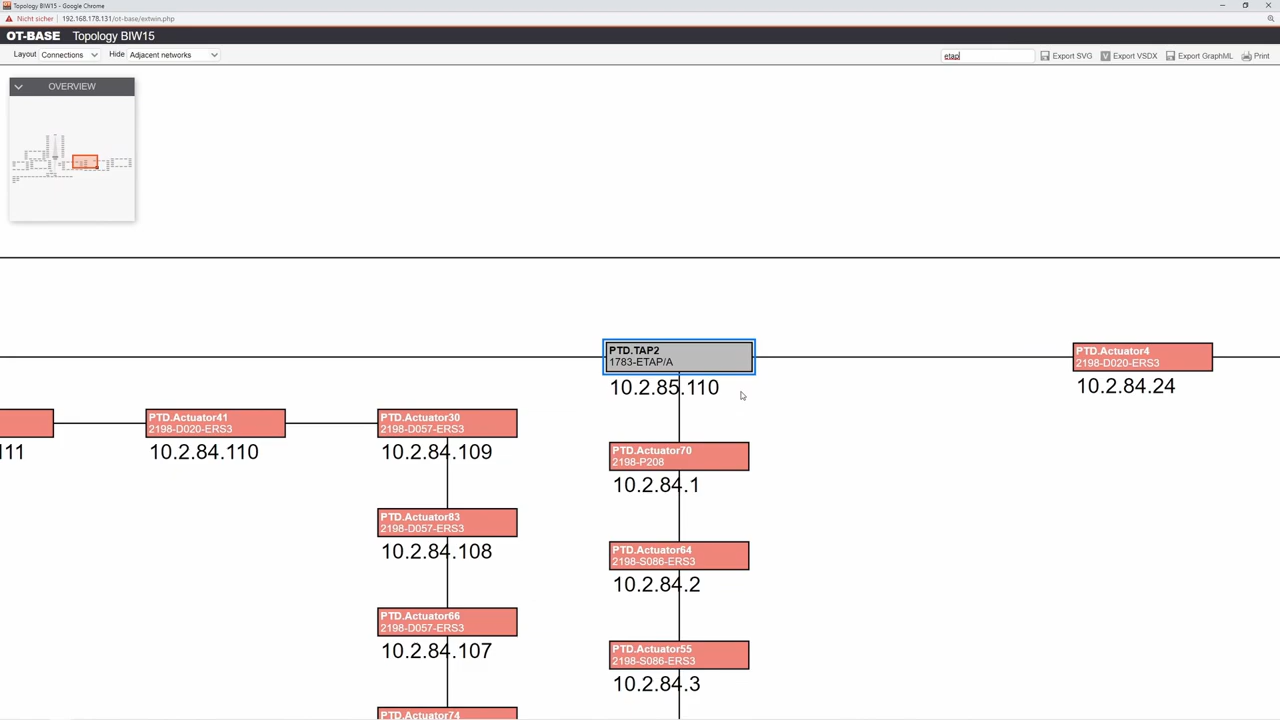 Topology BIW15 - Google Chrome
Nicht sicher 192.168.178.131/ot-base/extwin.php
OT-BASE Topology BIW15
Layout Connections Hide Adjacent networks etap Export SVG Export VSDX Export GraphML Print
OVERVIEW
PTD.TAP2
1783-ETAP/A
10.2.85.110
PTD.Actuator4
2198-D020-ERS3
10.2.84.24
111
PTD.Actuator41
2198-D020-ERS3
10.2.84.110
PTD.Actuator30
2198-D057-ERS3
10.2.84.109
PTD.Actuator70
2198-P208
10.2.84.1
PTD.Actuator83
2198-D057-ERS3
10.2.84.108
PTD.Actuator64
2198-S086-ERS3
10.2.84.2
PTD.Actuator66
2198-D057-ERS3
10.2.84.107
PTD.Actuator55
2198-S086-ERS3
10.2.84.3
PTD.Actuator74